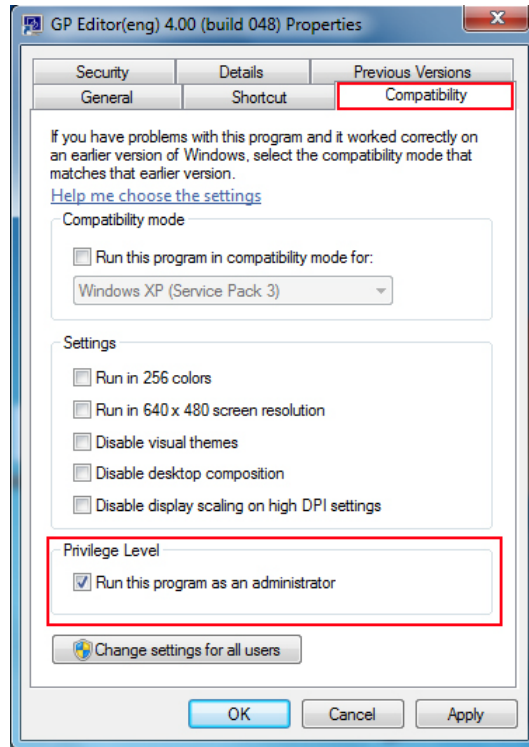 GP Editor(eng) 4.00 (build 048) Properties
Security Details Previous Versions
General Shortcut Compatibility
If you have problems with this program and it worked correctly on
an earlier version of Windows, select the compatibility mode that
matches that earlier version.
Help me choose the settings
Compatibility mode
Run this program in compatibility mode for:
Windows XP (Service Pack 3)
Settings
Run in 256 colors
Run in 640 x 480 screen resolution
Disable visual themes
Disable desktop composition
Disable display scaling on high DPI settings
Privilege Level
Run this program as an administrator
Change settings for all users
OK Cancel Apply